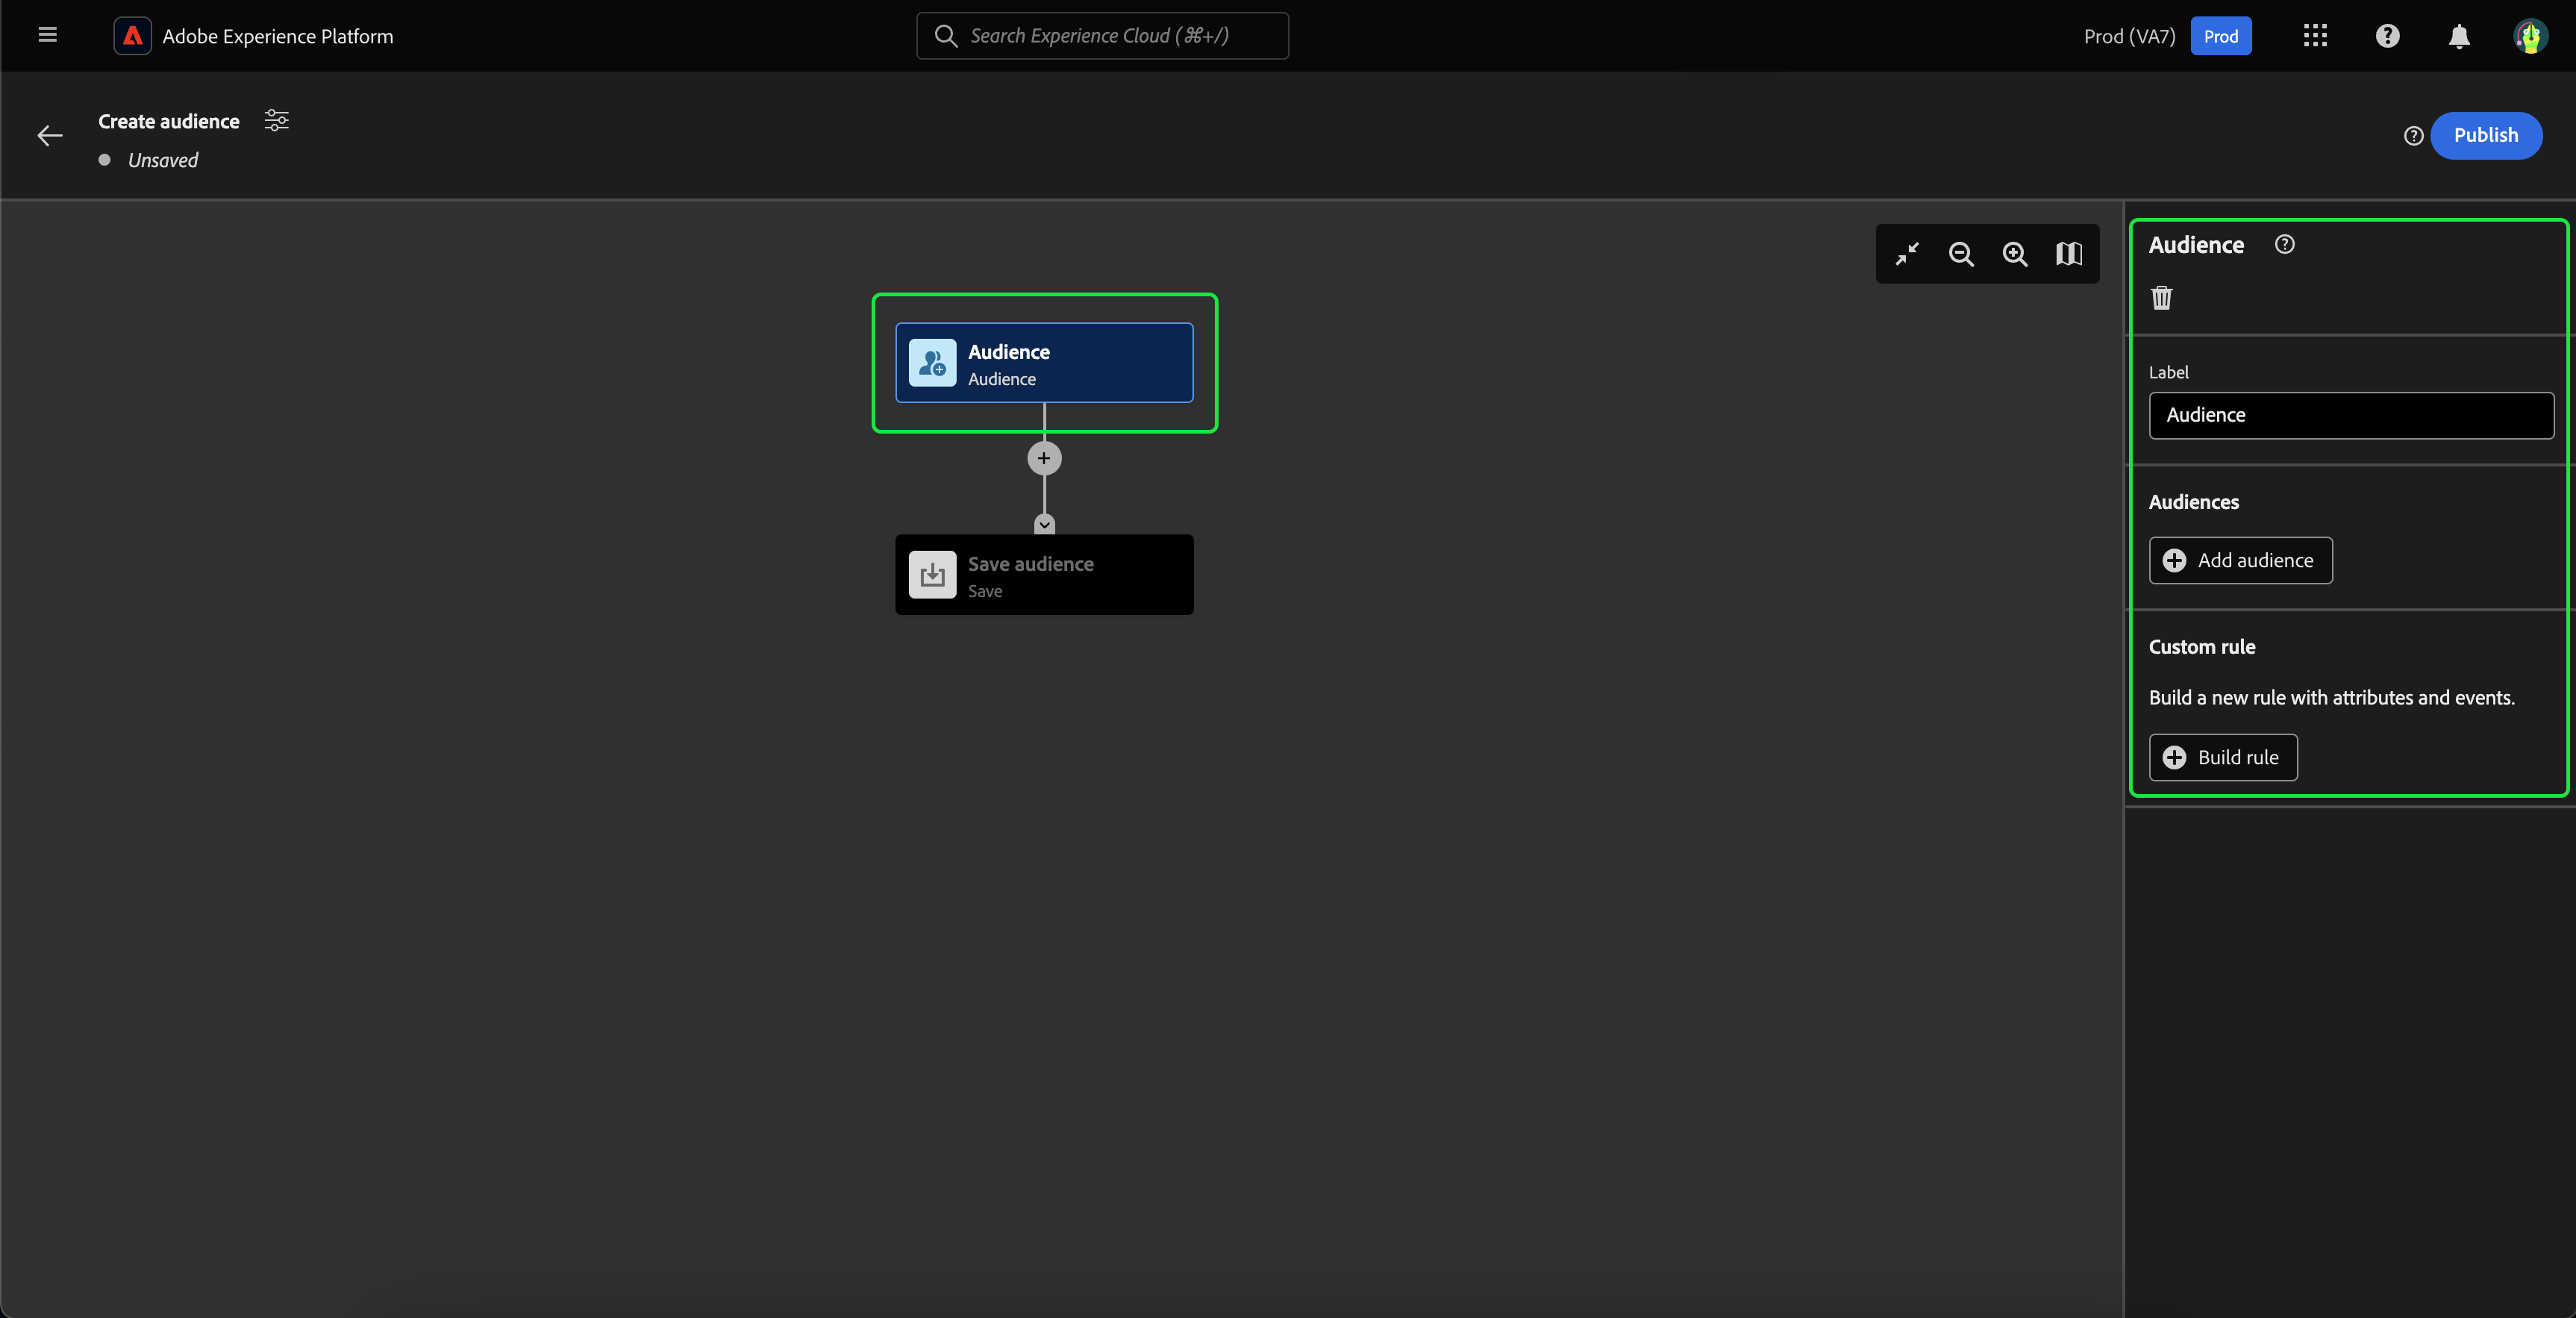 Adobe Experience Platform
Search Experience Cloud (⌘+/)
Prod (VA7)
Prod
Create audience
Unsaved
Publish
Audience
Audience
Save audience
Save
Audience
Label
Audience
Audiences
Add audience
Custom rule
Build a new rule with attributes and events.
Build rule